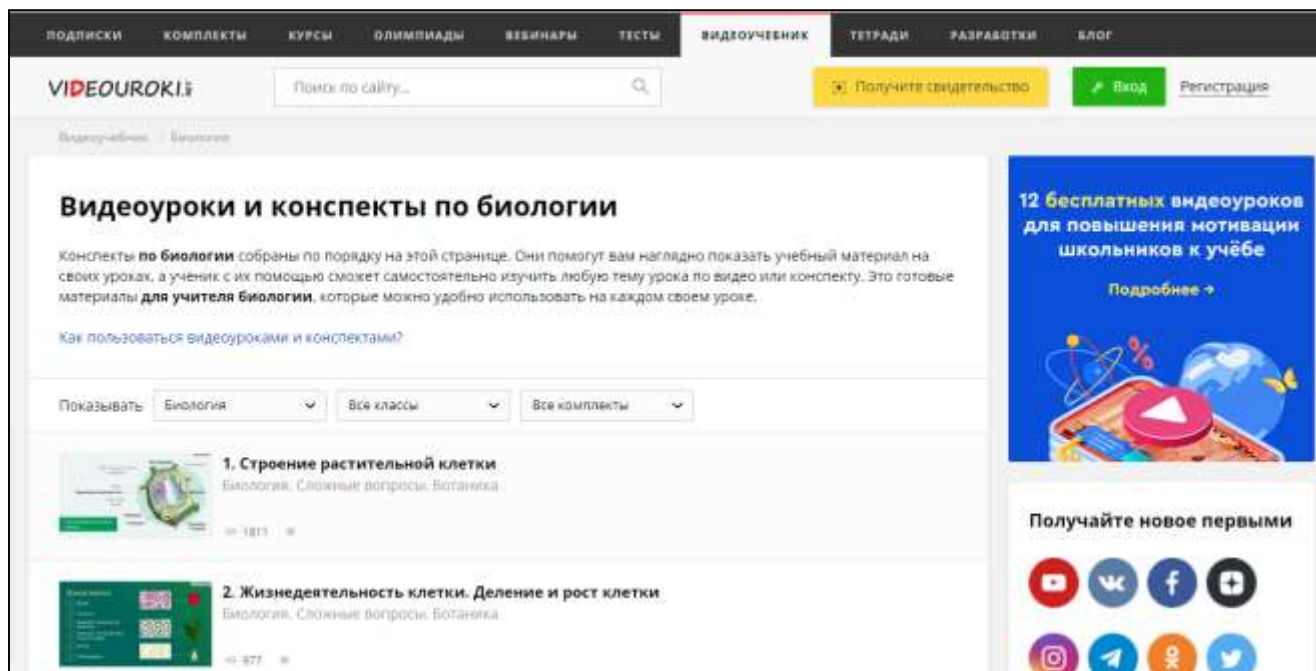 ПОДПИСКИ КОМПЛЕКТЫ КУРСЫ ОЛИМПИАДЫ ВЕБИНАРЫ ТЕСТЫ ВИДЕОУЧЕБНИК ТЕТРАДИ РАЗРАБОТКИ БЛОГ
VIDEOUROKI.NET Поиск по сайту... Получите свидетельство Вход Регистрация
Видеоучебник / Биология
Видеоуроки и конспекты по биологии
Конспекты по биологии собраны по порядку на этой странице. Они помогут вам наглядно показать учебный материал на
своих уроках, а ученик с их помощью сможет самостоятельно изучить любую тему урока по видео или конспекту. Это готовые
материалы для учителя биологии, которые можно удобно использовать на каждом своем уроке.
Как пользоваться видеоуроками и конспектами?
Показывать Биология Все классы Все комплекты
1. Строение растительной клетки
Биология. Сложные вопросы. Ботаника
1811
2. Жизнедеятельность клетки. Деление и рост клетки
Биология. Сложные вопросы. Ботаника
977
12 бесплатных видеоуроков
для повышения мотивации
школьников к учёбе
Подробнее →
Получайте новое первыми